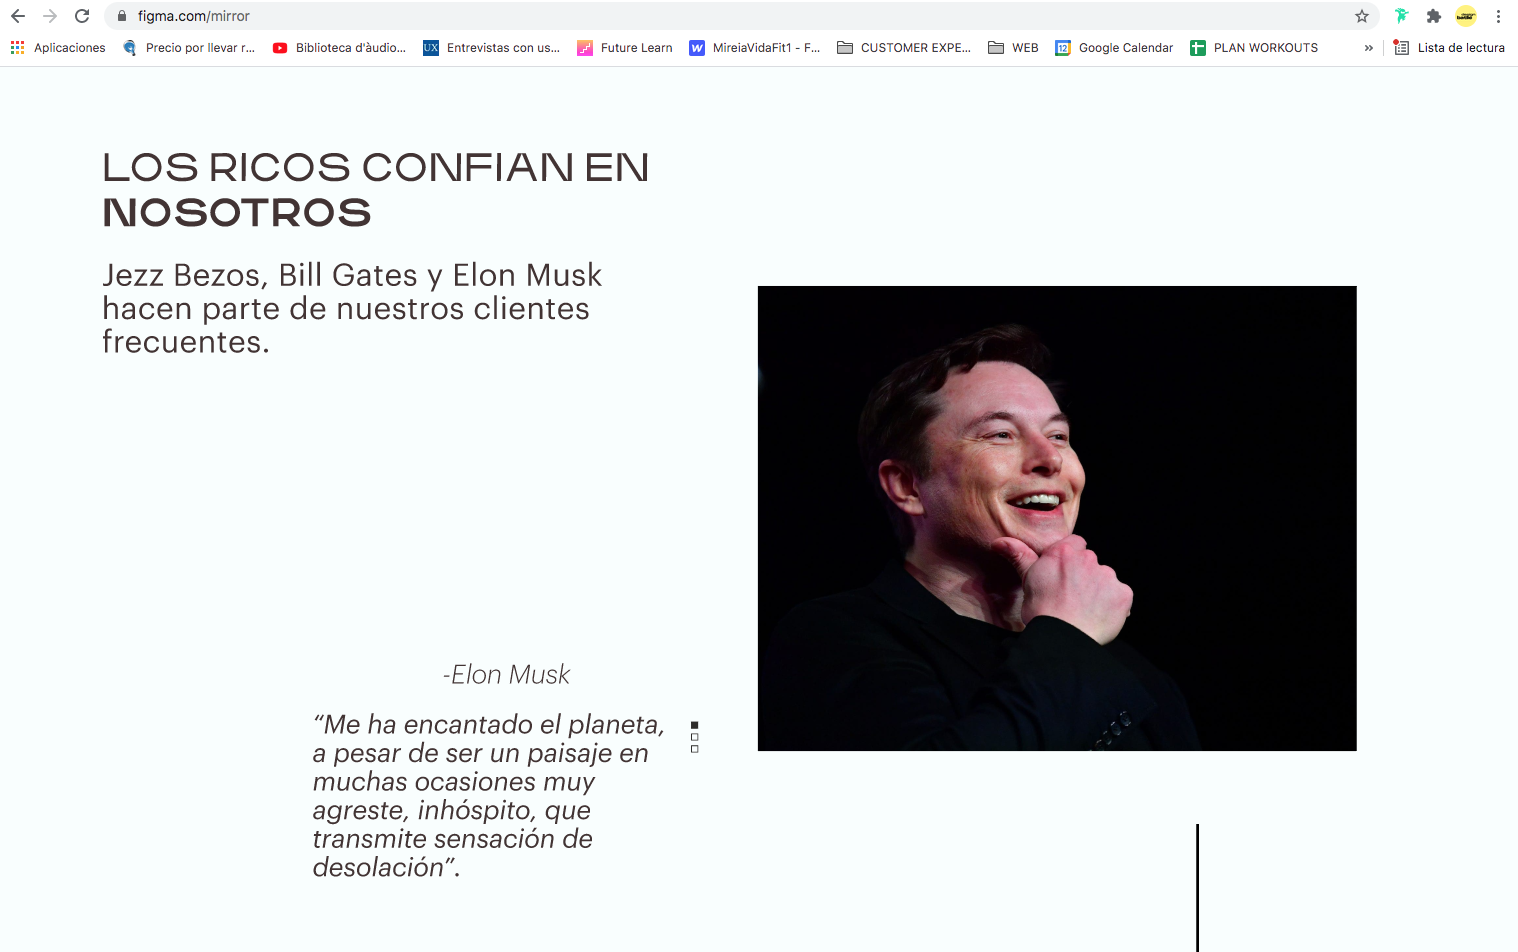 figma.com/mirror
Aplicaciones
Precio por llevar r...
Biblioteca d'àudio...
UX
Entrevistas con us...
Future Learn
W
MireiaVidaFit1 - F...
CUSTOMER EXPE...
WEB
12
Google Calendar
PLAN WORKOUTS
»
Lista de lectura
LOS RICOS CONFIAN EN
NOSOTROS
Jezz Bezos, Bill Gates y Elon Musk
hacen parte de nuestros clientes
frecuentes.
-Elon Musk
“Me ha encantado el planeta,
a pesar de ser un paisaje en
muchas ocasiones muy
agreste, inhóspito, que
transmite sensación de
desolación”.